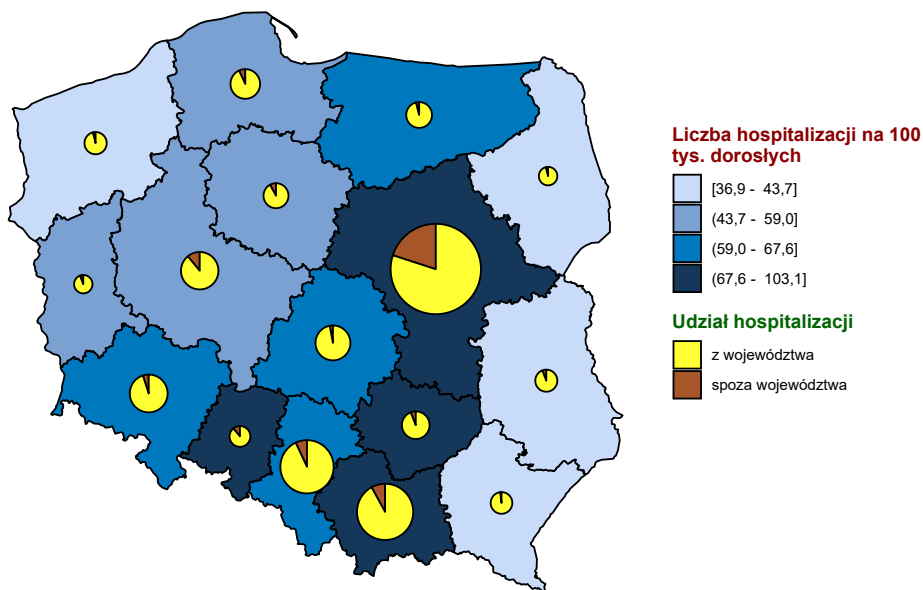 Liczba hospitalizacji na 100
tys. dorosłych
[36,9 - 43,7]
(43,7 - 59,0]
(59,0 - 67,6]
(67,6 - 103,1]
Udział hospitalizacji
z województwa
spoza województwa